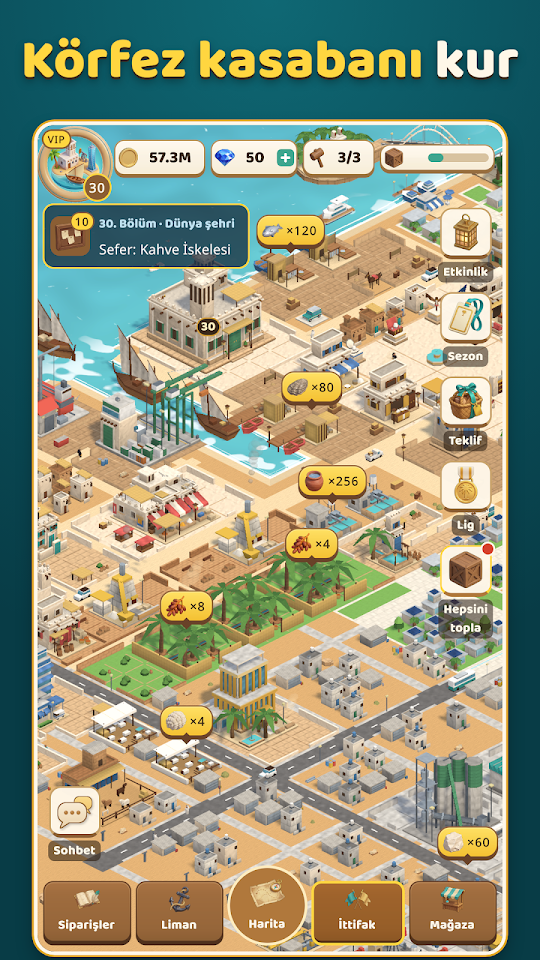 Körfez kasabanı kur
VIP
57.3M
50
3/3
30
10
30. Bölüm · Dünya şehri
Sefer: Kahve İskelesi
×120
Etkinlik
30
Sezon
×80
Teklif
×256
Lig
×4
×8
Hepsini
topla
×4
×60
Sohbet
Siparişler
Liman
Harita
İttifak
Mağaza